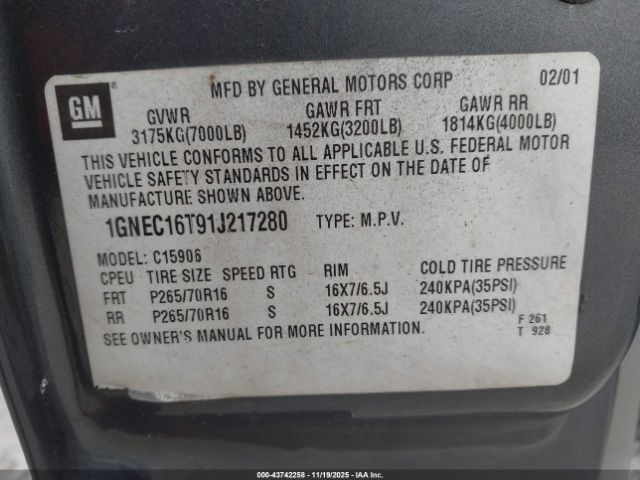 GM
MFD BY GENERAL MOTORS CORP 02/01
GVWR GAWR FRT GAWR RR
3175KG(7000LB) 1452KG(3200LB) 1814KG(4000LB)
THIS VEHICLE CONFORMS TO ALL APPLICABLE U.S. FEDERAL MOTOR
VEHICLE SAFETY STANDARDS IN EFFECT ON THE DATE OF
MANUFACTURE SHOWN ABOVE.
1GNEC16T91J217280 TYPE: M.P.V.
MODEL: C15906
CPEU TIRE SIZE SPEED RTG RIM COLD TIRE PRESSURE
FRT P265/70R16 S 16X7/6.5J 240KPA(35PSI)
RR P265/70R16 S 16X7/6.5J 240KPA(35PSI)
SEE OWNER'S MANUAL FOR MORE INFORMATION.
F 261
T 928
000-43742258 - 11/19/2025 - IAA Inc.